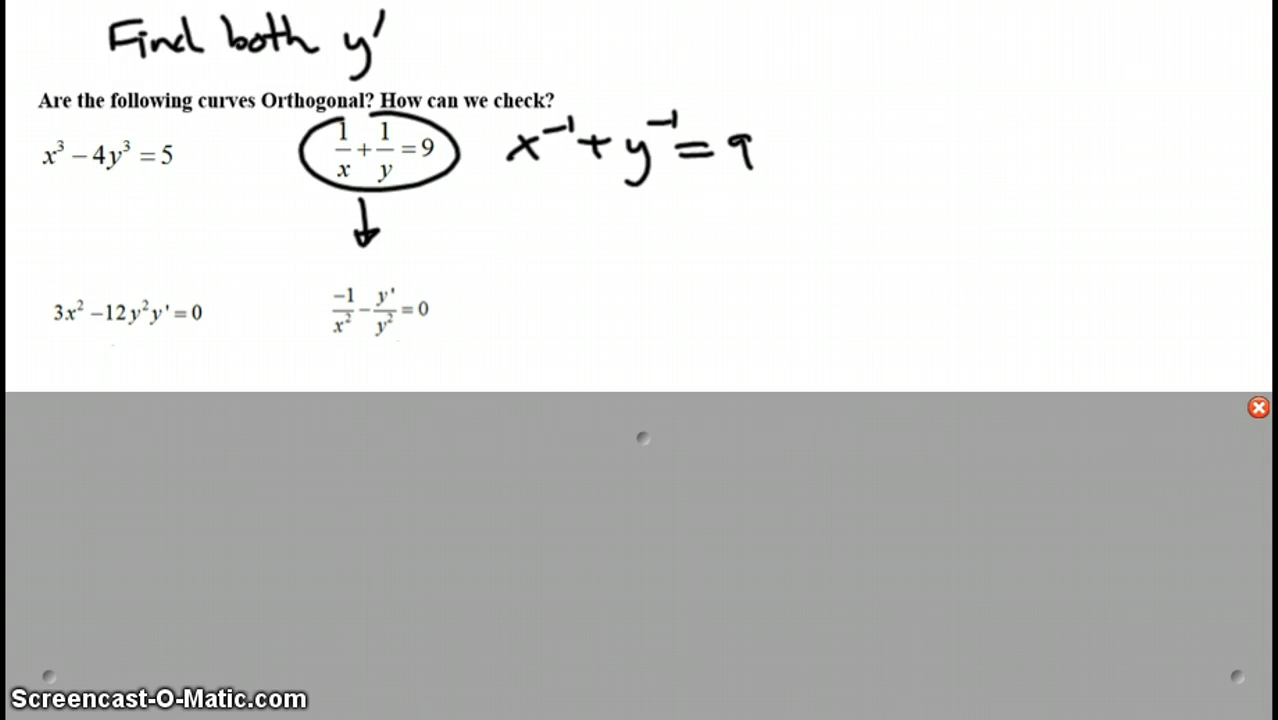 Find both y'
Are the following curves Orthogonal? How can we check?
x³ − 4y³ = 5    1/x + 1/y = 9    x⁻¹ + y⁻¹ = 9
3x² − 12y²y' = 0    −1/x² − y'/y² = 0
Screencast-O-Matic.com